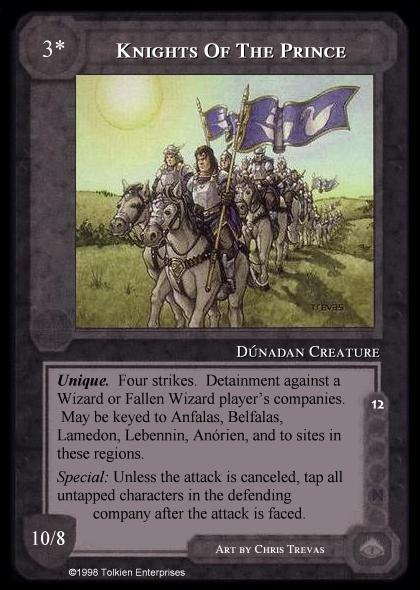 3*
KNIGHTS OF THE PRINCE
TREVAS
DÚNADAN CREATURE
Unique. Four strikes. Detainment against a
Wizard or Fallen Wizard player's companies.
May be keyed to Anfalas, Belfalas,
Lamedon, Lebennin, Anórien, and to sites in
these regions.
12
Special: Unless the attack is canceled, tap all
untapped characters in the defending
company after the attack is faced.
10/8
ART BY CHRIS TREVAS
©1998 Tolkien Enterprises